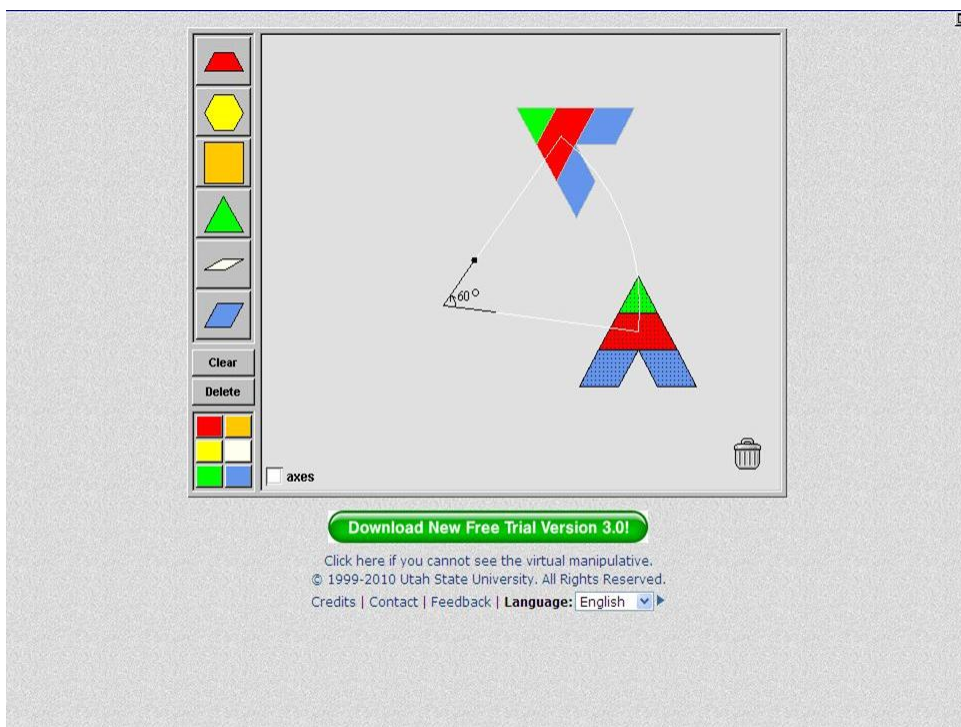 60°
Clear
Delete
axes
Download New Free Trial Version 3.0!
Click here if you cannot see the virtual manipulative.
© 1999-2010 Utah State University. All Rights Reserved.
Credits | Contact | Feedback | Language: English